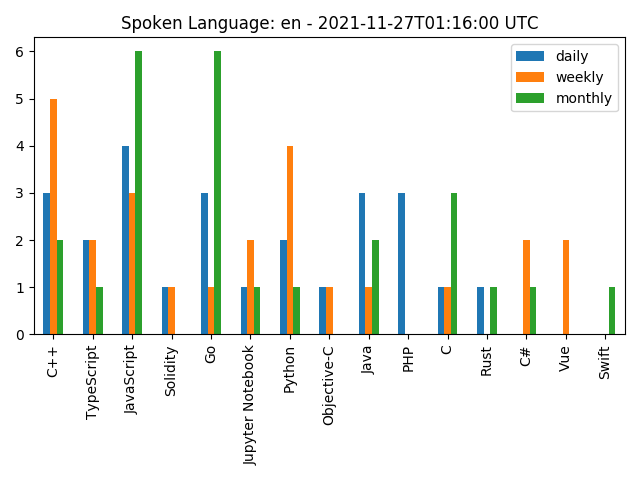 Spoken Language: en - 2021-11-27T01:16:00 UTC
daily
weekly
monthly
6
5
4
3
2
1
0
C++
TypeScript
JavaScript
Solidity
Go
Jupyter Notebook
Python
Objective-C
Java
PHP
C
Rust
C#
Vue
Swift